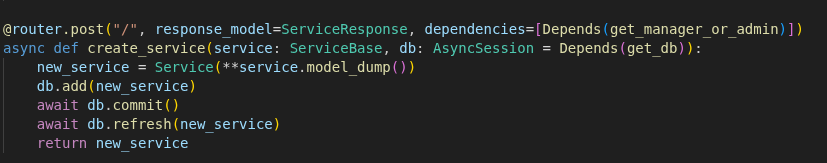 @router.post("/", response_model=ServiceResponse, dependencies=[Depends(get_manager_or_admin)])
async def create_service(service: ServiceBase, db: AsyncSession = Depends(get_db)):
    new_service = Service(**service.model_dump())
    db.add(new_service)
    await db.commit()
    await db.refresh(new_service)
    return new_service